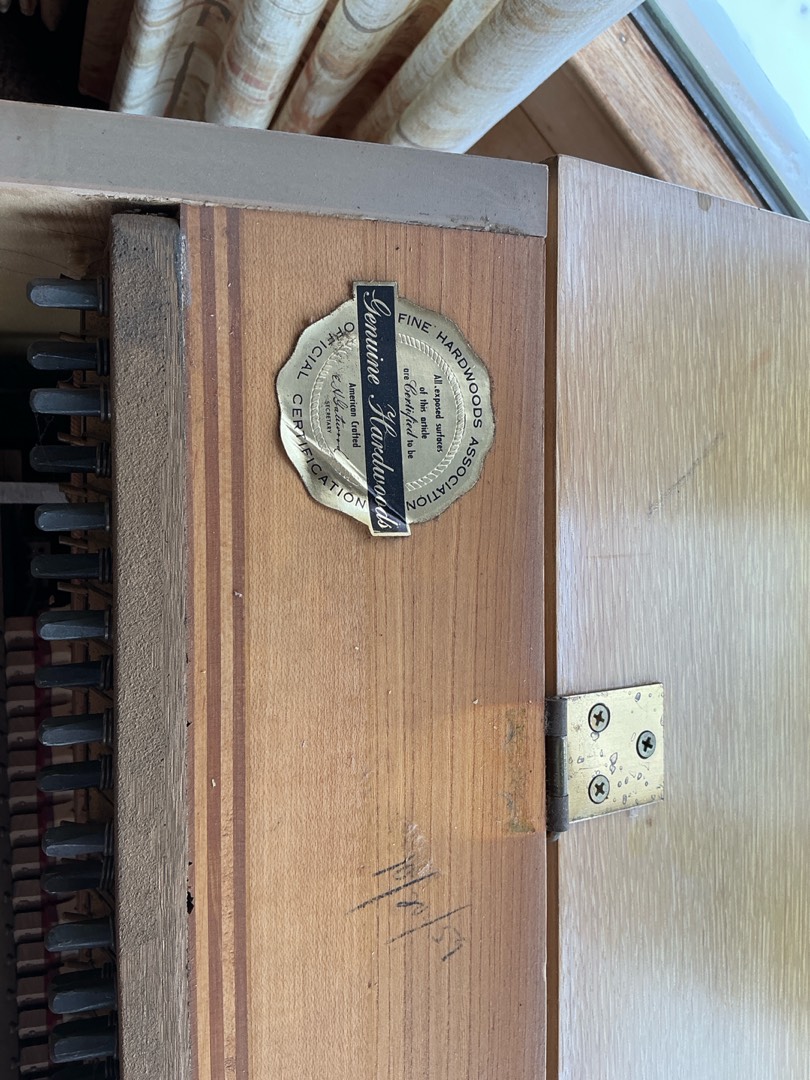 FINE HARDWOODS ASSOCIATION
All exposed surfaces
of this article
are Certified to be
Genuine Hardwoods
American Crafted
SECRETARY
OFFICIAL CERTIFICATION